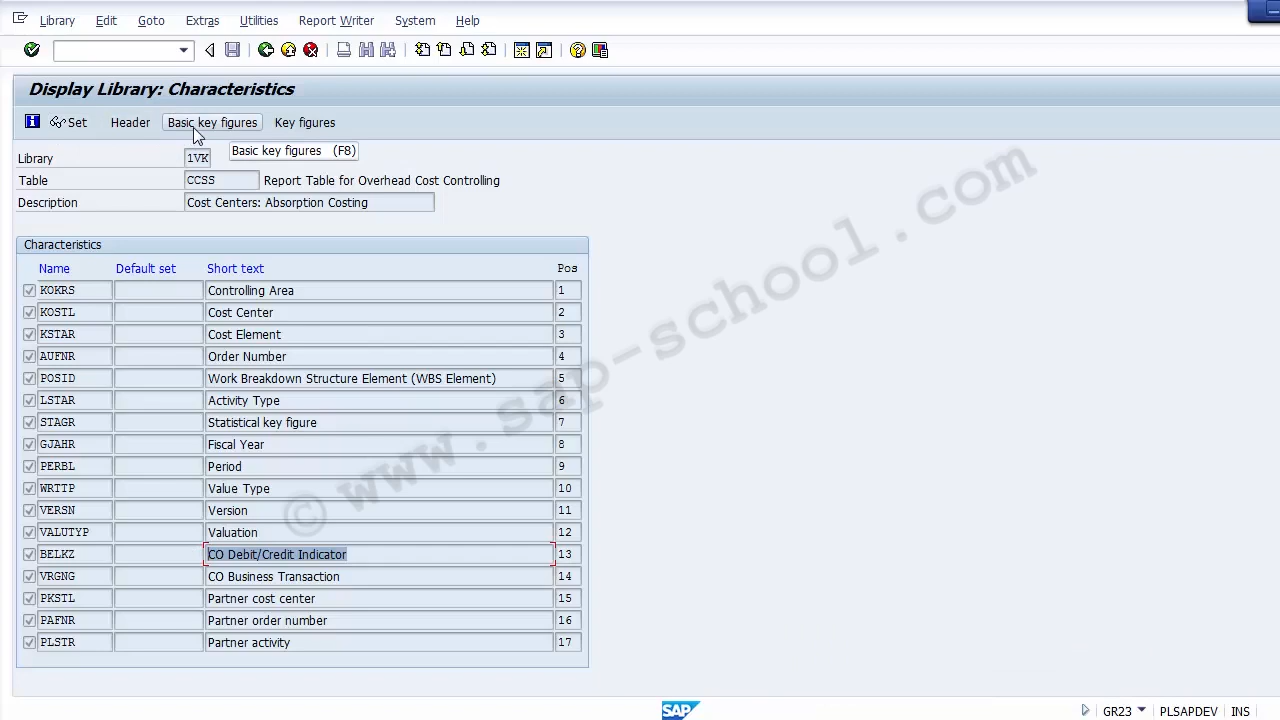 Library Edit Goto Extras Utilities Report Writer System Help
Display Library: Characteristics
Set Header Basic key figures Key figures
Basic key figures (F8)
Library 1VK
Table CCSS Report Table for Overhead Cost Controlling
Description Cost Centers: Absorption Costing
Characteristics
Name Default set Short text Pos
KOKRS Controlling Area 1
KOSTL Cost Center 2
KSTAR Cost Element 3
AUFNR Order Number 4
POSID Work Breakdown Structure Element (WBS Element) 5
LSTAR Activity Type 6
STAGR Statistical key figure 7
GJAHR Fiscal Year 8
PERBL Period 9
WRTTP Value Type 10
VERSN Version 11
VALUTYP Valuation 12
BELKZ CO Debit/Credit Indicator 13
VRGNG CO Business Transaction 14
PKSTL Partner cost center 15
PAFNR Partner order number 16
PLSTR Partner activity 17
© www.sap-school.com
SAP GR23 PLSAPDEV INS